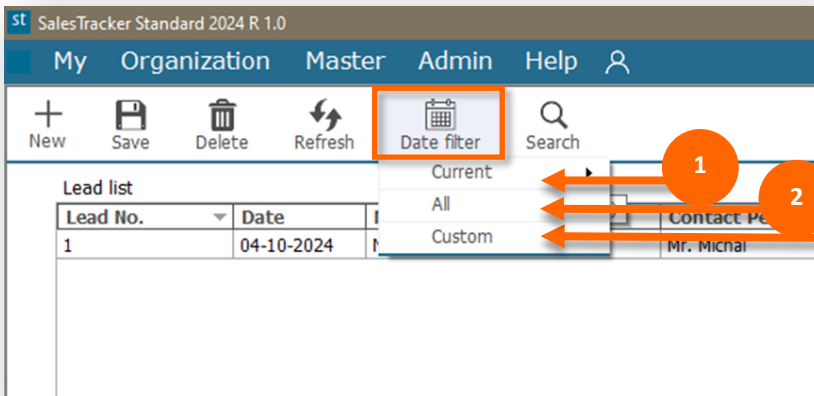 st SalesTracker Standard 2024 R 1.0
My Organization Master Admin Help
New Save Delete Refresh Date filter Search
Current
1
Lead list
All
2
Lead No. Date Contact
Custom
1 04-10-2024 Mr. Michal